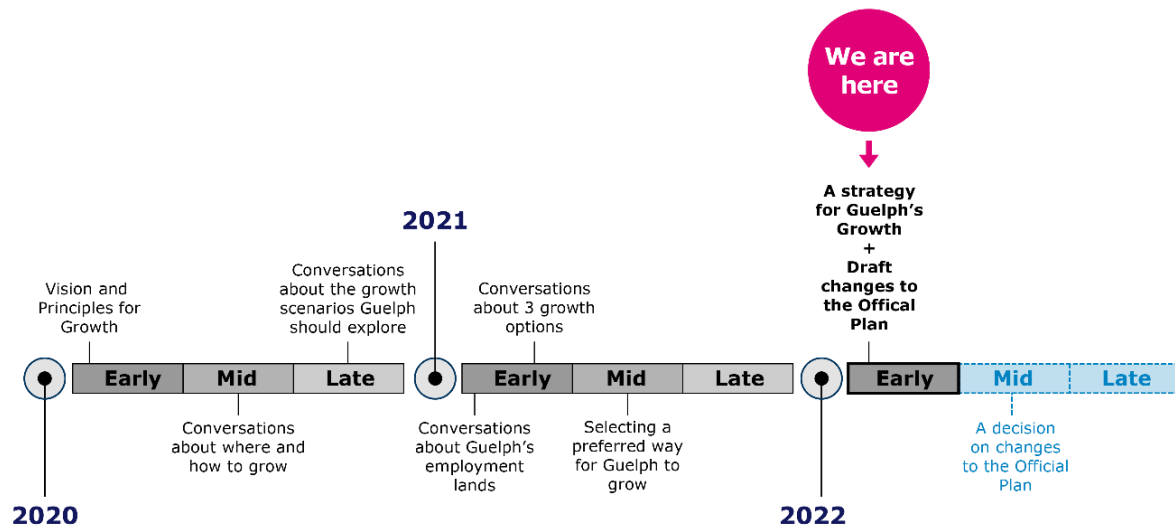 We are
here
A strategy
for Guelph's
Growth
+
Draft
changes to
the Offical
Plan
2021
Vision and
Principles for
Growth
Conversations
about the growth
scenarios Guelph
should explore
Conversations
about 3 growth
options
Early
Mid
Late
Early
Mid
Late
Early
Mid
Late
Conversations
about where and
how to grow
Conversations
about Guelph's
employment
lands
Selecting a
preferred way
for Guelph to
grow
A decision
on changes
to the Official
Plan
2020
2022